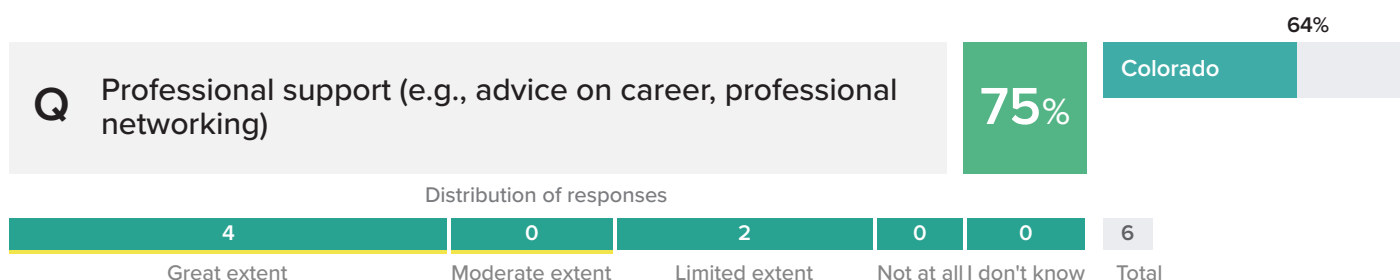 64%
Q
Professional support (e.g., advice on career, professional
networking)
75%
Colorado
Distribution of responses
4 0 2 0 0 6
Great extent Moderate extent Limited extent Not at all I don't know Total